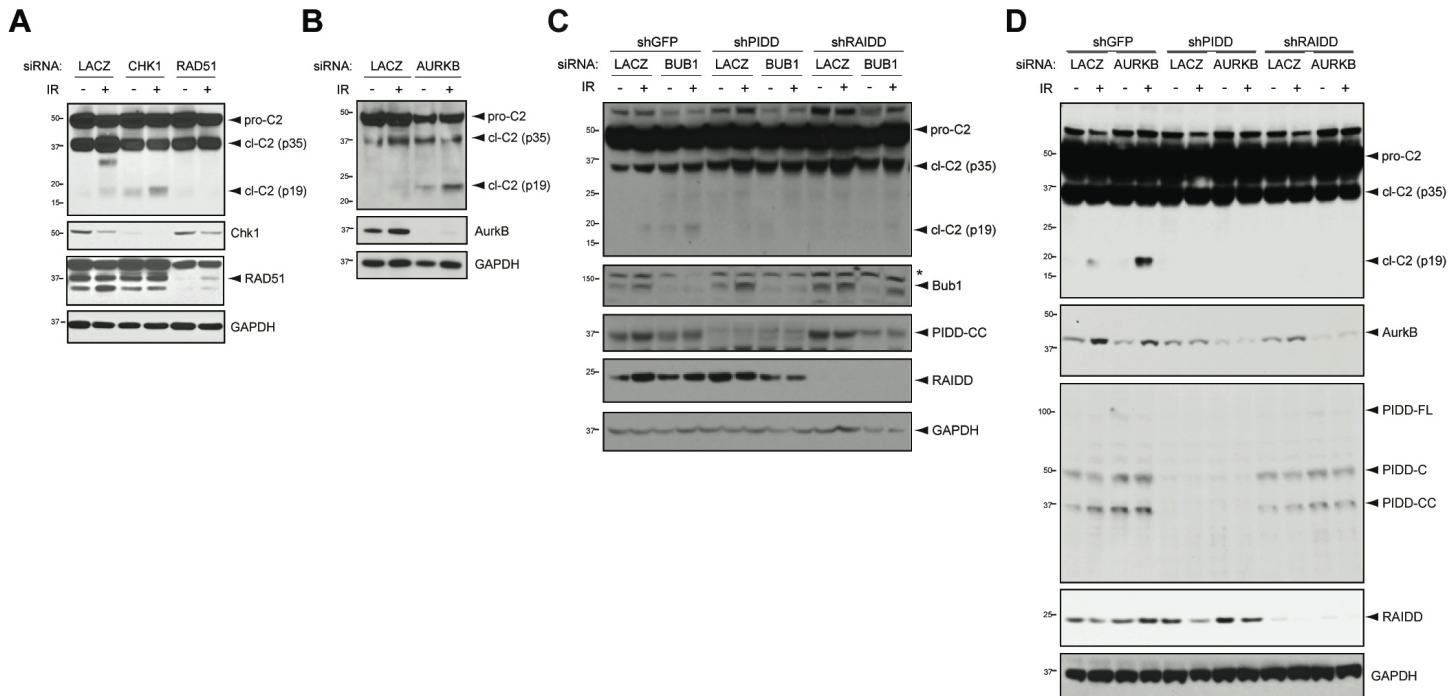 A
siRNA: LACZ CHK1 RAD51
IR - + - + - +
50- pro-C2
37- cl-C2 (p35)
20-
15- cl-C2 (p19)
50- Chk1
37- RAD51
37- GAPDH
B
siRNA: LACZ AURKB
IR - + - +
50- pro-C2
37- cl-C2 (p35)
25- cl-C2 (p19)
20-
37- AurkB
37- GAPDH
C
shGFP shPIDD shRAIDD
siRNA: LACZ BUB1 LACZ BUB1 LACZ BUB1
IR - + - + - + - + - + - +
50- pro-C2
37- cl-C2 (p35)
25-
20- cl-C2 (p19)
15-
*
150- Bub1
37- PIDD-CC
25- RAIDD
37- GAPDH
D
shGFP shPIDD shRAIDD
siRNA: LACZ AURKB LACZ AURKB LACZ AURKB
IR - + - + - + - + - + - +
50- pro-C2
37- cl-C2 (p35)
25-
20- cl-C2 (p19)
15-
50- AurkB
37-
100- PIDD-FL
50- PIDD-C
37- PIDD-CC
25- RAIDD
37- GAPDH